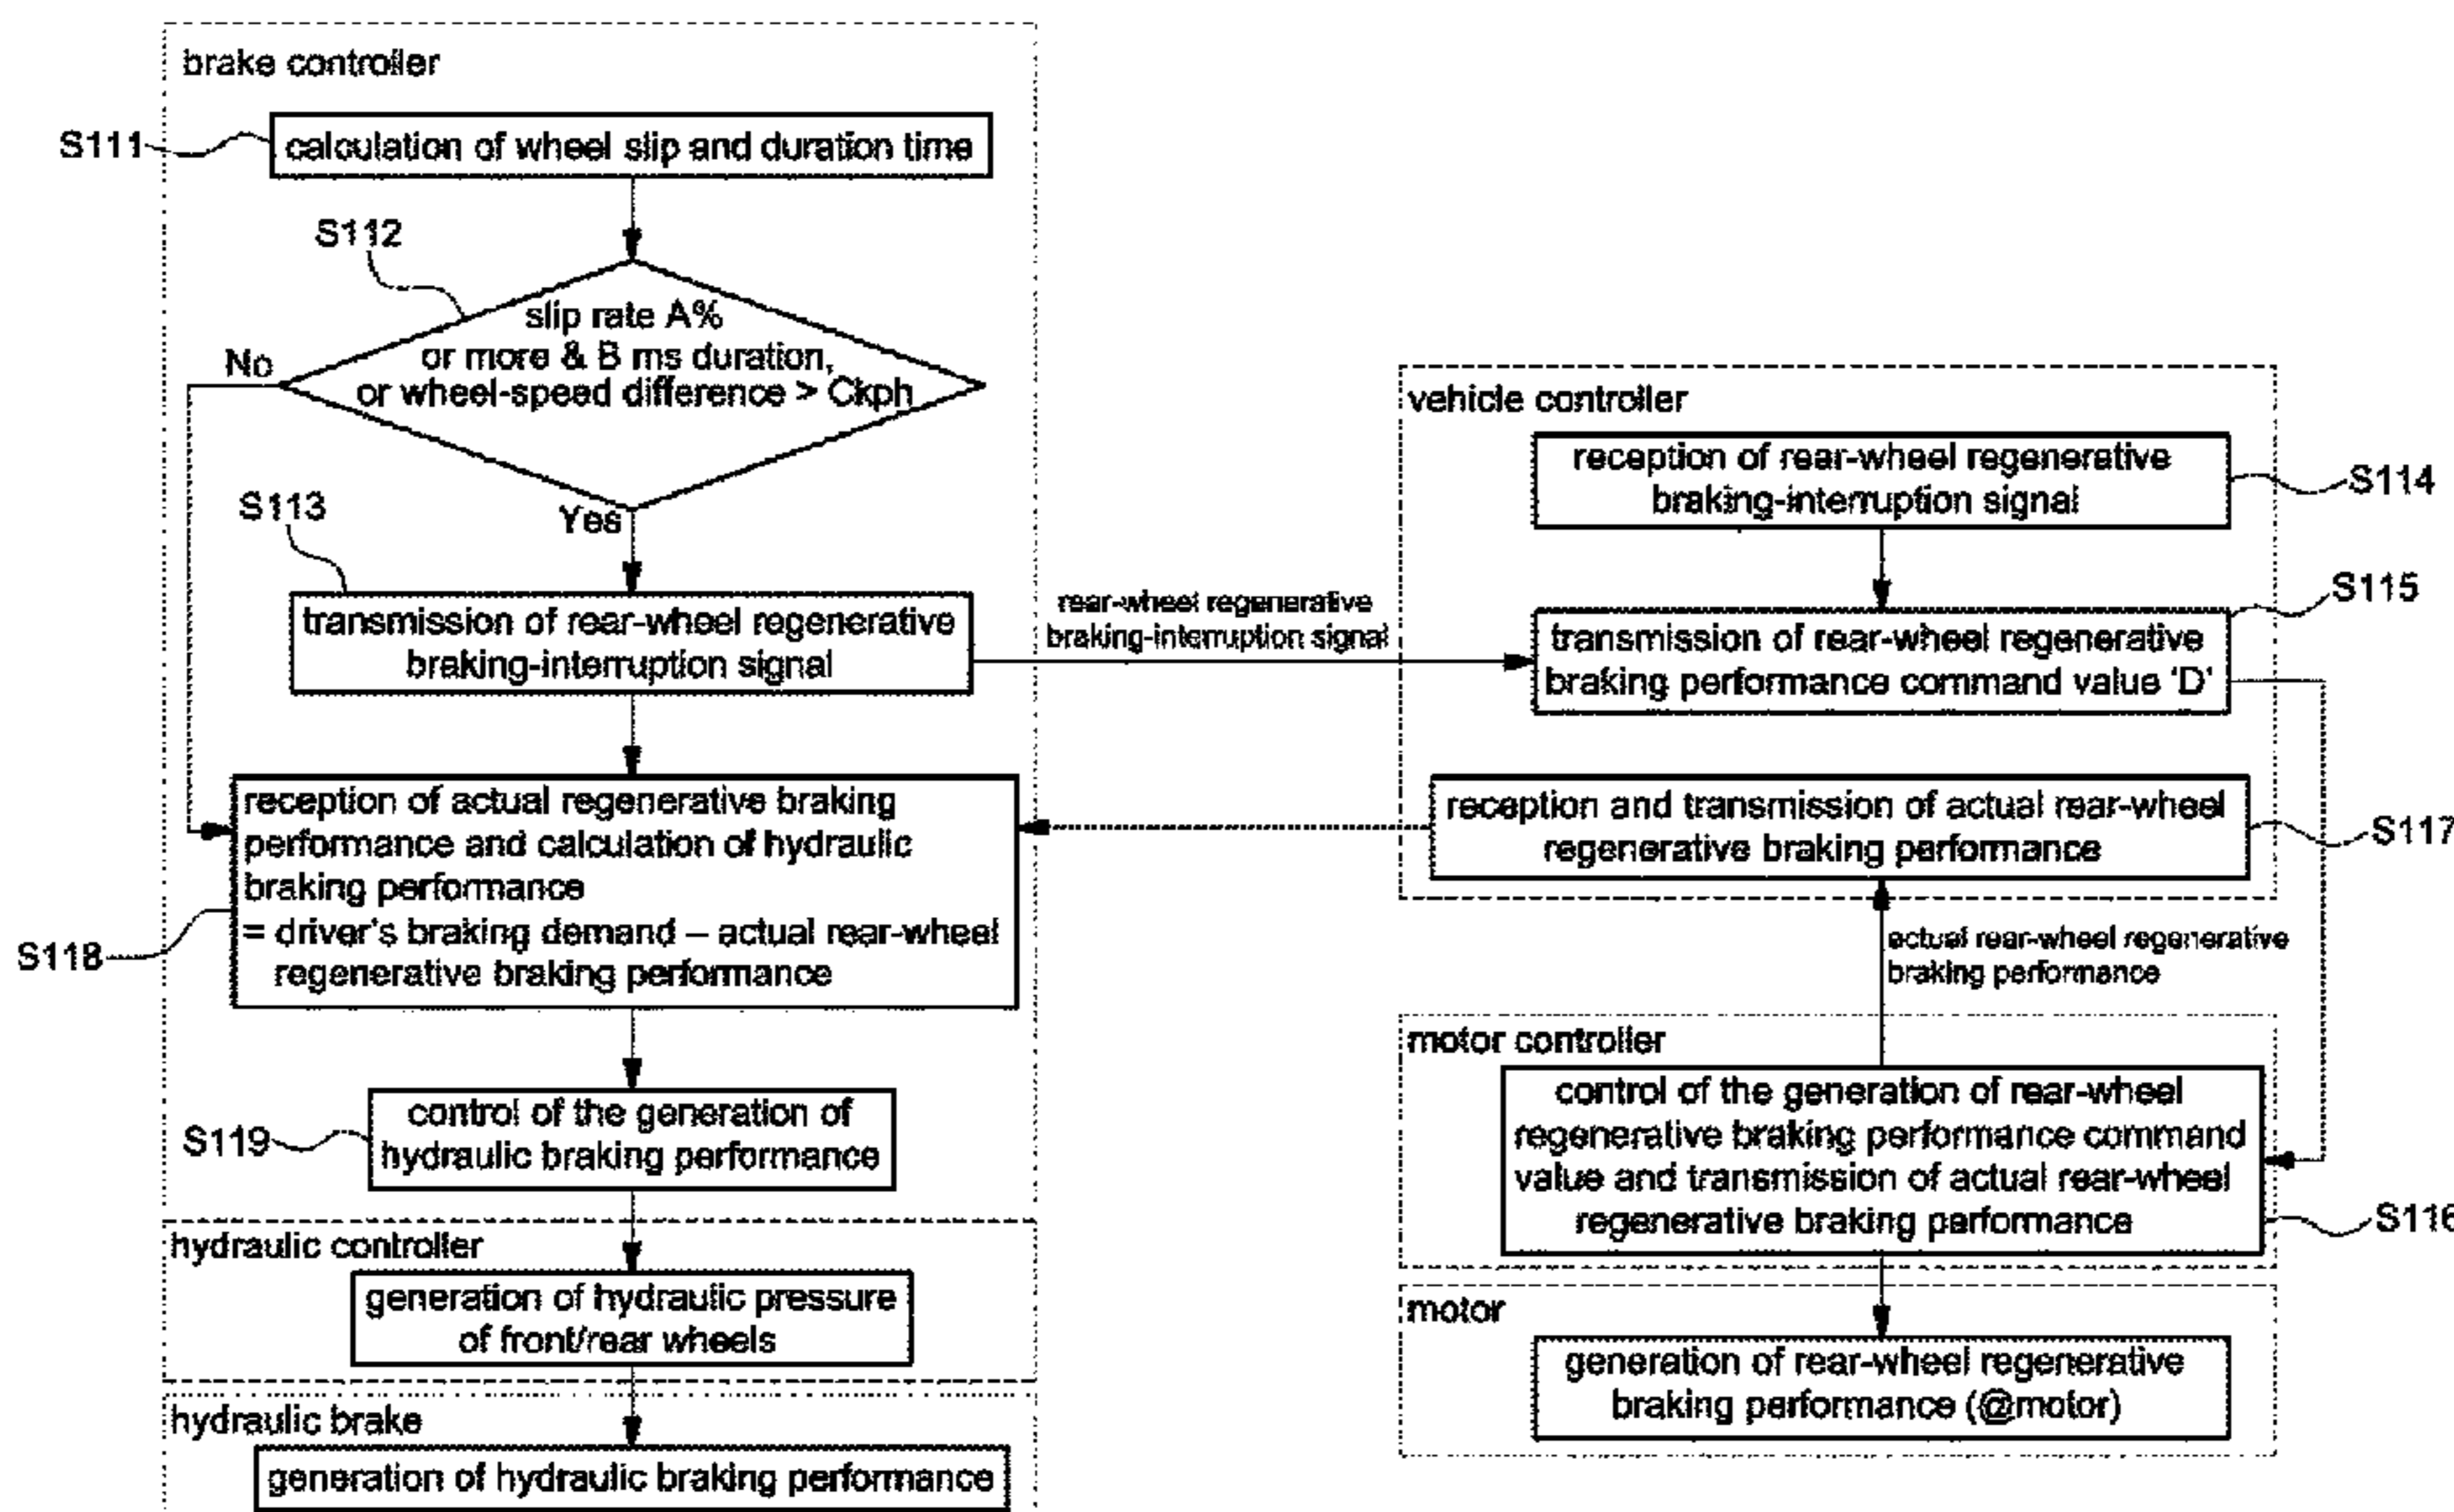 brake controller
S111
calculation of wheel slip and duration time
S112
slip rate A%
or more & B ms duration,
or wheel-speed difference > Ckph
No
Yes
S113
transmission of rear-wheel regenerative
braking-interruption signal
rear-wheel regenerative
braking-interruption signal
reception of actual regenerative braking
performance and calculation of hydraulic
braking performance
= driver's braking demand – actual rear-wheel
regenerative braking performance
S118
control of the generation of
hydraulic braking performance
S119
hydraulic controller
generation of hydraulic pressure
of front/rear wheels
hydraulic brake
generation of hydraulic braking performance
vehicle controller
reception of rear-wheel regenerative
braking-interruption signal
S114
S115
transmission of rear-wheel regenerative
braking performance command value 'D'
reception and transmission of actual rear-wheel
regenerative braking performance
S117
actual rear-wheel regenerative
braking performance
motor controller
control of the generation of rear-wheel
regenerative braking performance command
value and transmission of actual rear-wheel
regenerative braking performance
S116
motor
generation of rear-wheel regenerative
braking performance (@motor)